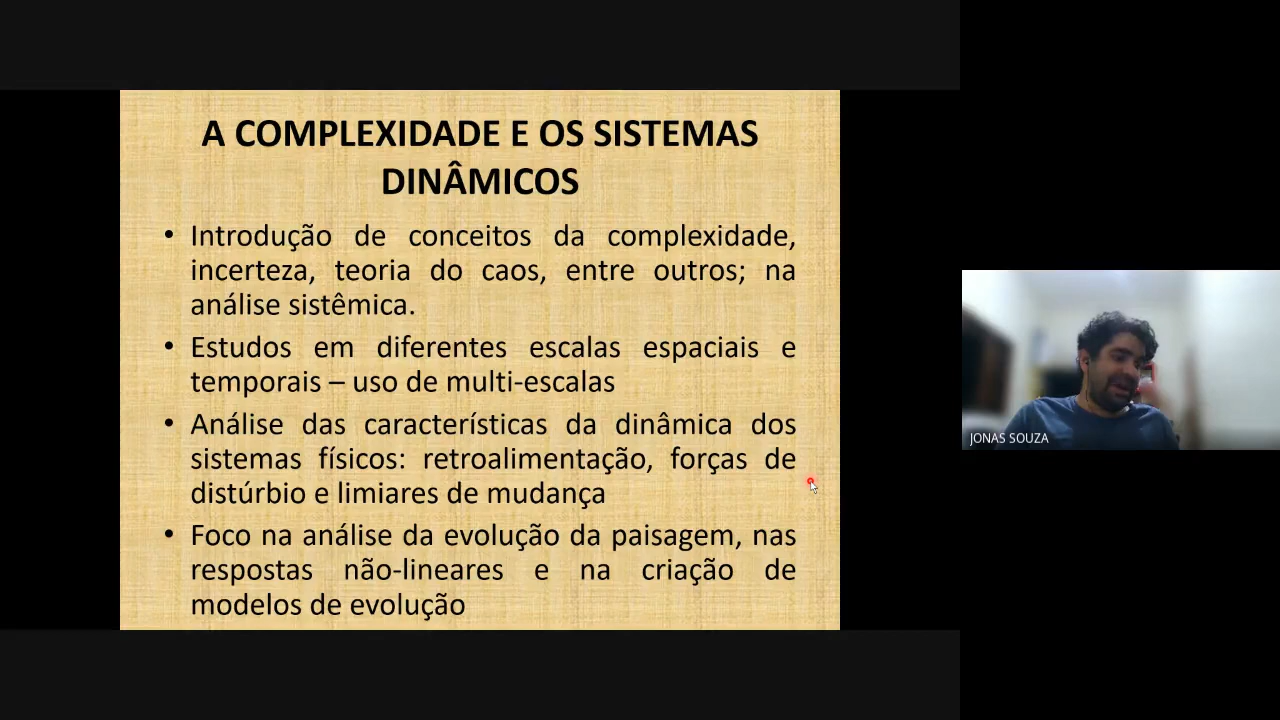 A COMPLEXIDADE E OS SISTEMAS
DINÂMICOS
• Introdução de conceitos da complexidade,
incerteza, teoria do caos, entre outros; na
análise sistêmica.
• Estudos em diferentes escalas espaciais e
temporais – uso de multi-escalas
• Análise das características da dinâmica dos
sistemas físicos: retroalimentação, forças de
distúrbio e limiares de mudança
• Foco na análise da evolução da paisagem, nas
respostas não-lineares e na criação de
modelos de evolução
JONAS SOUZA